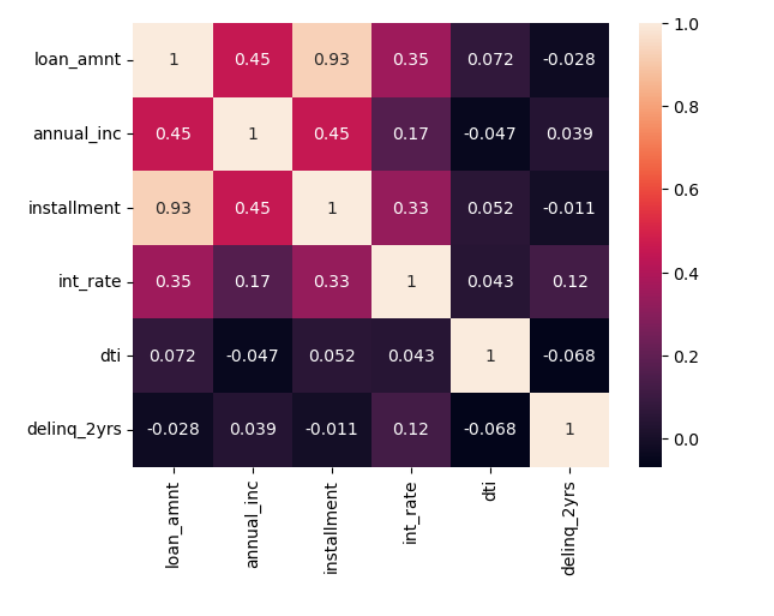 loan_amnt 1 0.45 0.93 0.35 0.072 -0.028
annual_inc 0.45 1 0.45 0.17 -0.047 0.039
installment 0.93 0.45 1 0.33 0.052 -0.011
int_rate 0.35 0.17 0.33 1 0.043 0.12
dti 0.072 -0.047 0.052 0.043 1 -0.068
delinq_2yrs -0.028 0.039 -0.011 0.12 -0.068 1
loan_amnt
annual_inc
installment
int_rate
dti
delinq_2yrs
1.0
0.8
0.6
0.4
0.2
0.0